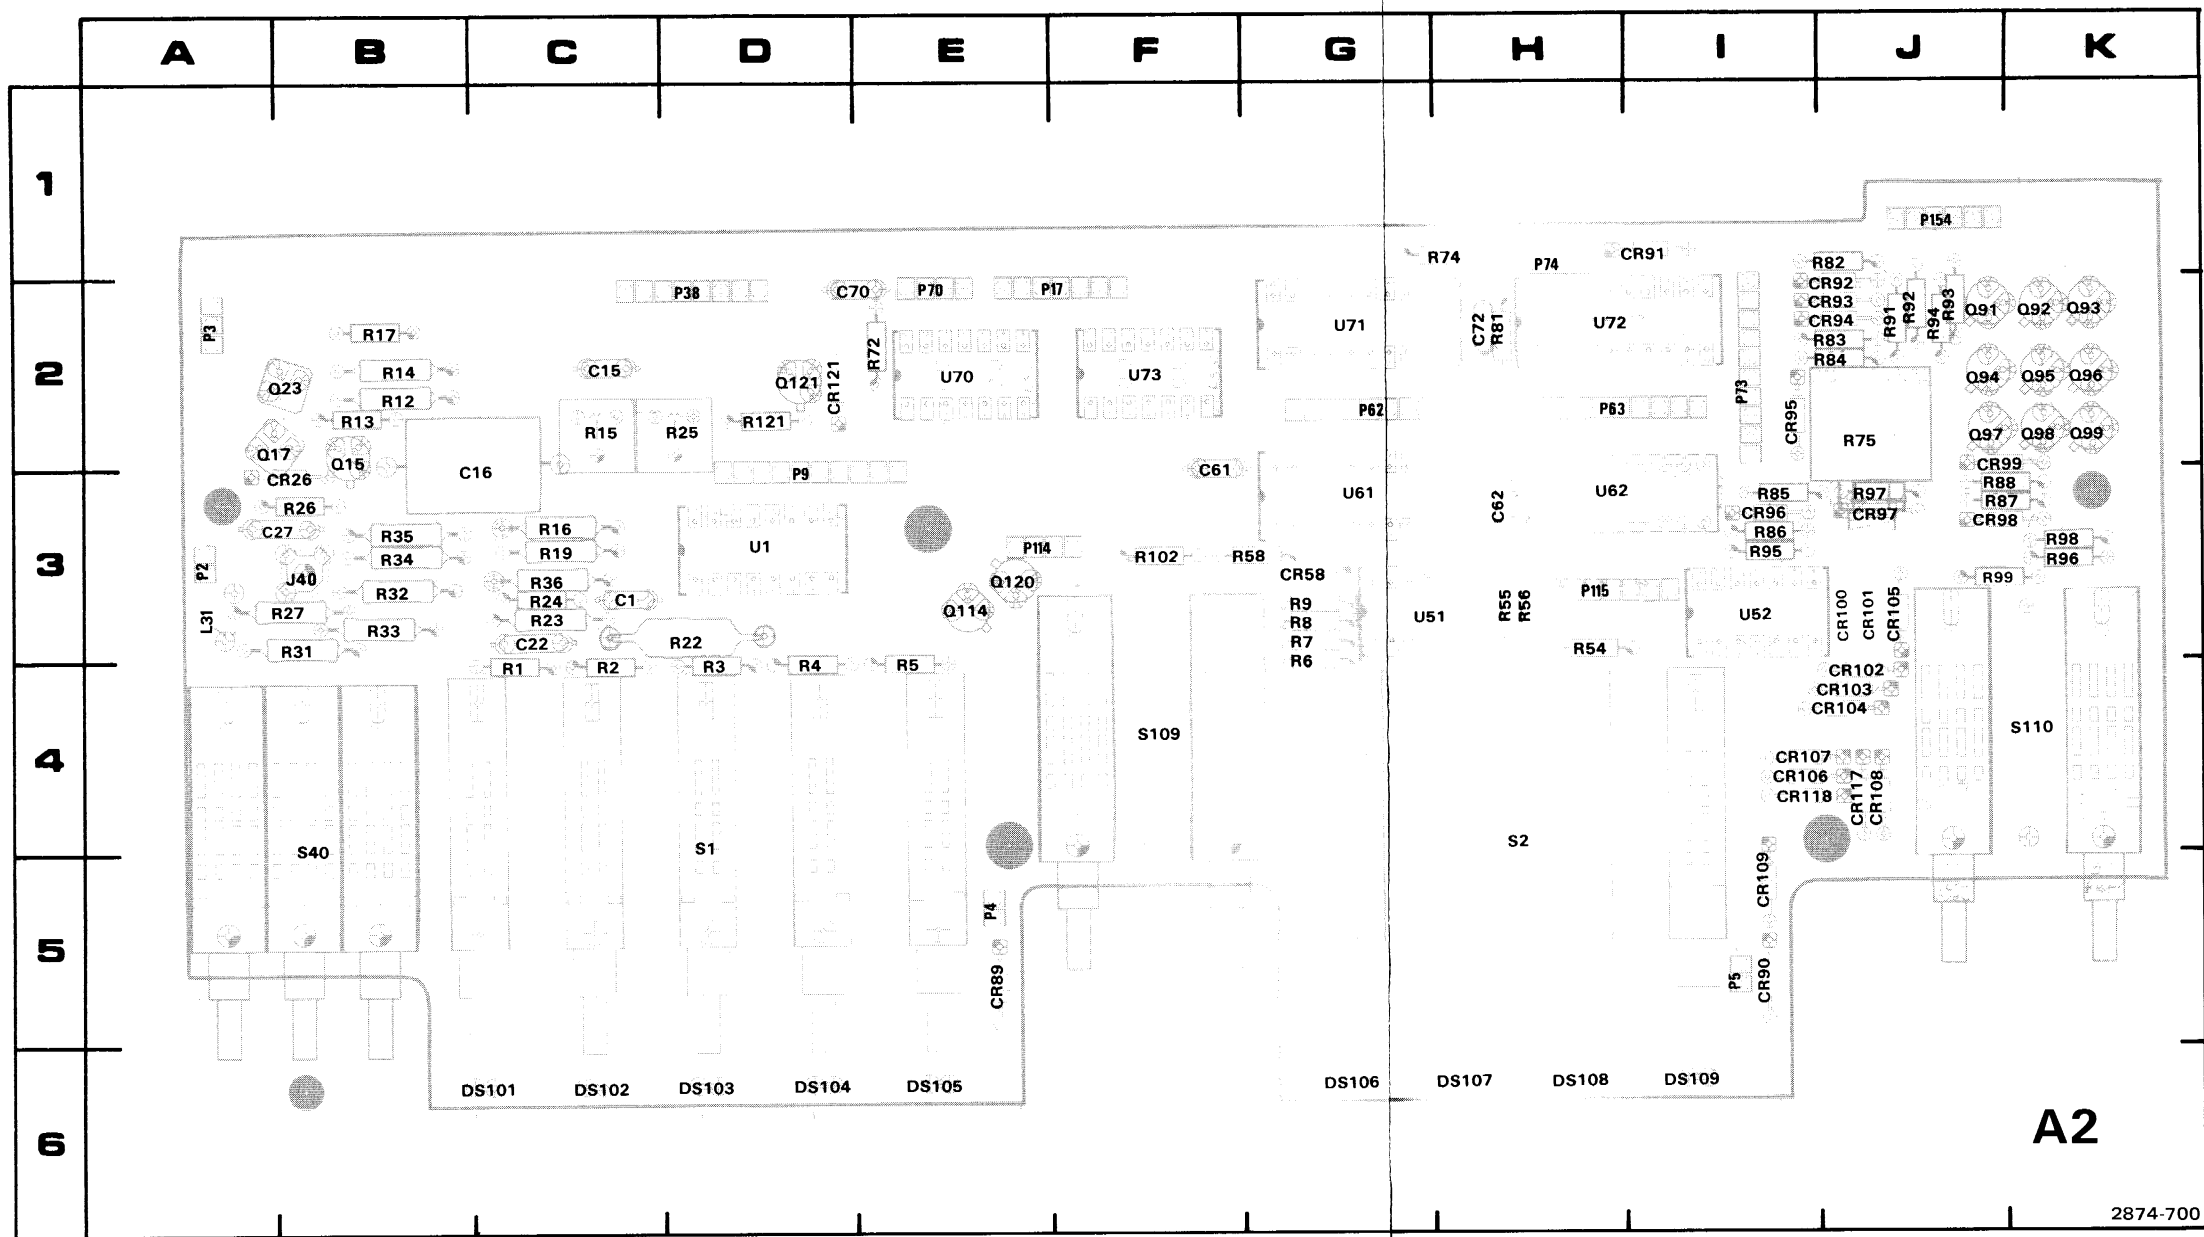 A B C D E F G H I J K
1
P154
R74 P74 CR91 R82
P38 C70 P70 P17 CR92
P3 R17 R72 U71 C72 R81 U72 CR93 R91 R92 R94 R93 Q91 Q92 Q93
CR94
R83
R84
2
Q23 R14 C15 Q121 CR121 U70 U73 P73 Q94 Q95 Q96
R12
R13 R15 R25 R121 P62 P63 CR95 R75 Q97 Q98 Q99
Q17 Q15
CR26 C16 P9 C61 U61 C62 U62 CR99
R88
R26 R85 R97 R87
C27 R16 CR96 CR97 CR98
R35 U1 R86 R98
3
P2 J40 R34 R19 P114 R102 R58 R95 R96
R36 Q120 CR58 R99
R32 R24 C1 P115
L31 R27 R23 Q114 R9 U51 R55 R56 U52 CR100 CR101 CR105
R33 R8
R31 C22 R22 R7 R54
R1 R2 R3 R4 R5 R6
CR102
CR103
CR104
4
S109 S110
CR107
CR106
CR118 CR117 CR108
S40 S1 S2
CR109
5
P4
CR89 P5 CR90
DS101 DS102 DS103 DS104 DS105 DS106 DS107 DS108 DS109
6
A2
2874-700